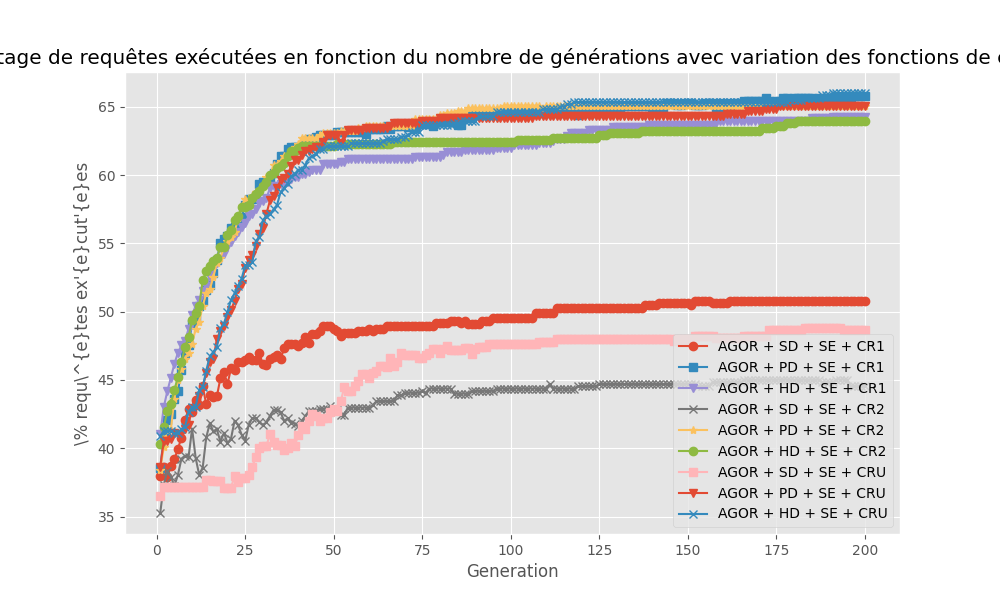 tage de requêtes exécutées en fonction du nombre de générations avec variation des fonctions de
\% requ\^{e}tes ex'{e}cut'{e}es
65
60
55
50
45
40
35
AGOR + SD + SE + CR1
AGOR + PD + SE + CR1
AGOR + HD + SE + CR1
AGOR + SD + SE + CR2
AGOR + PD + SE + CR2
AGOR + HD + SE + CR2
AGOR + SD + SE + CRU
AGOR + PD + SE + CRU
AGOR + HD + SE + CRU
0 25 50 75 100 125 150 175 200
Generation